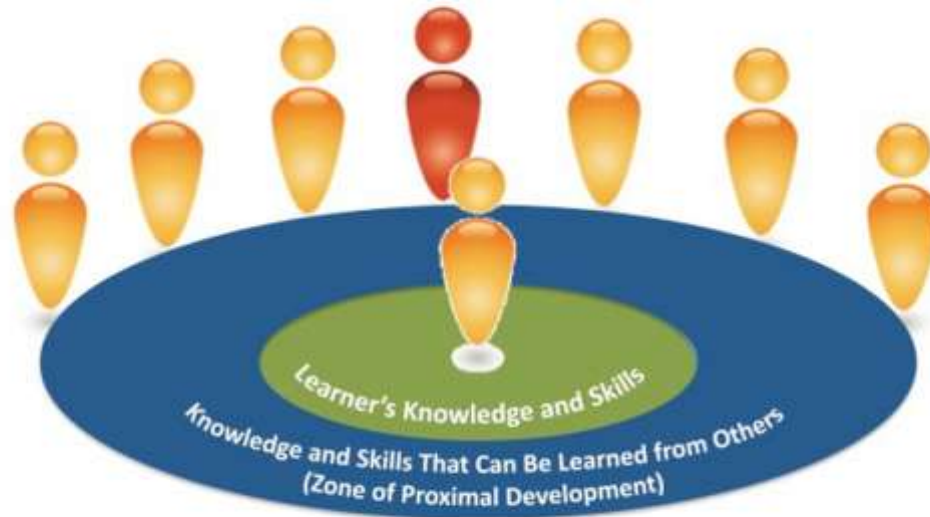 Learner's Knowledge and Skills
Knowledge and Skills That Can Be Learned from Others
(Zone of Proximal Development)